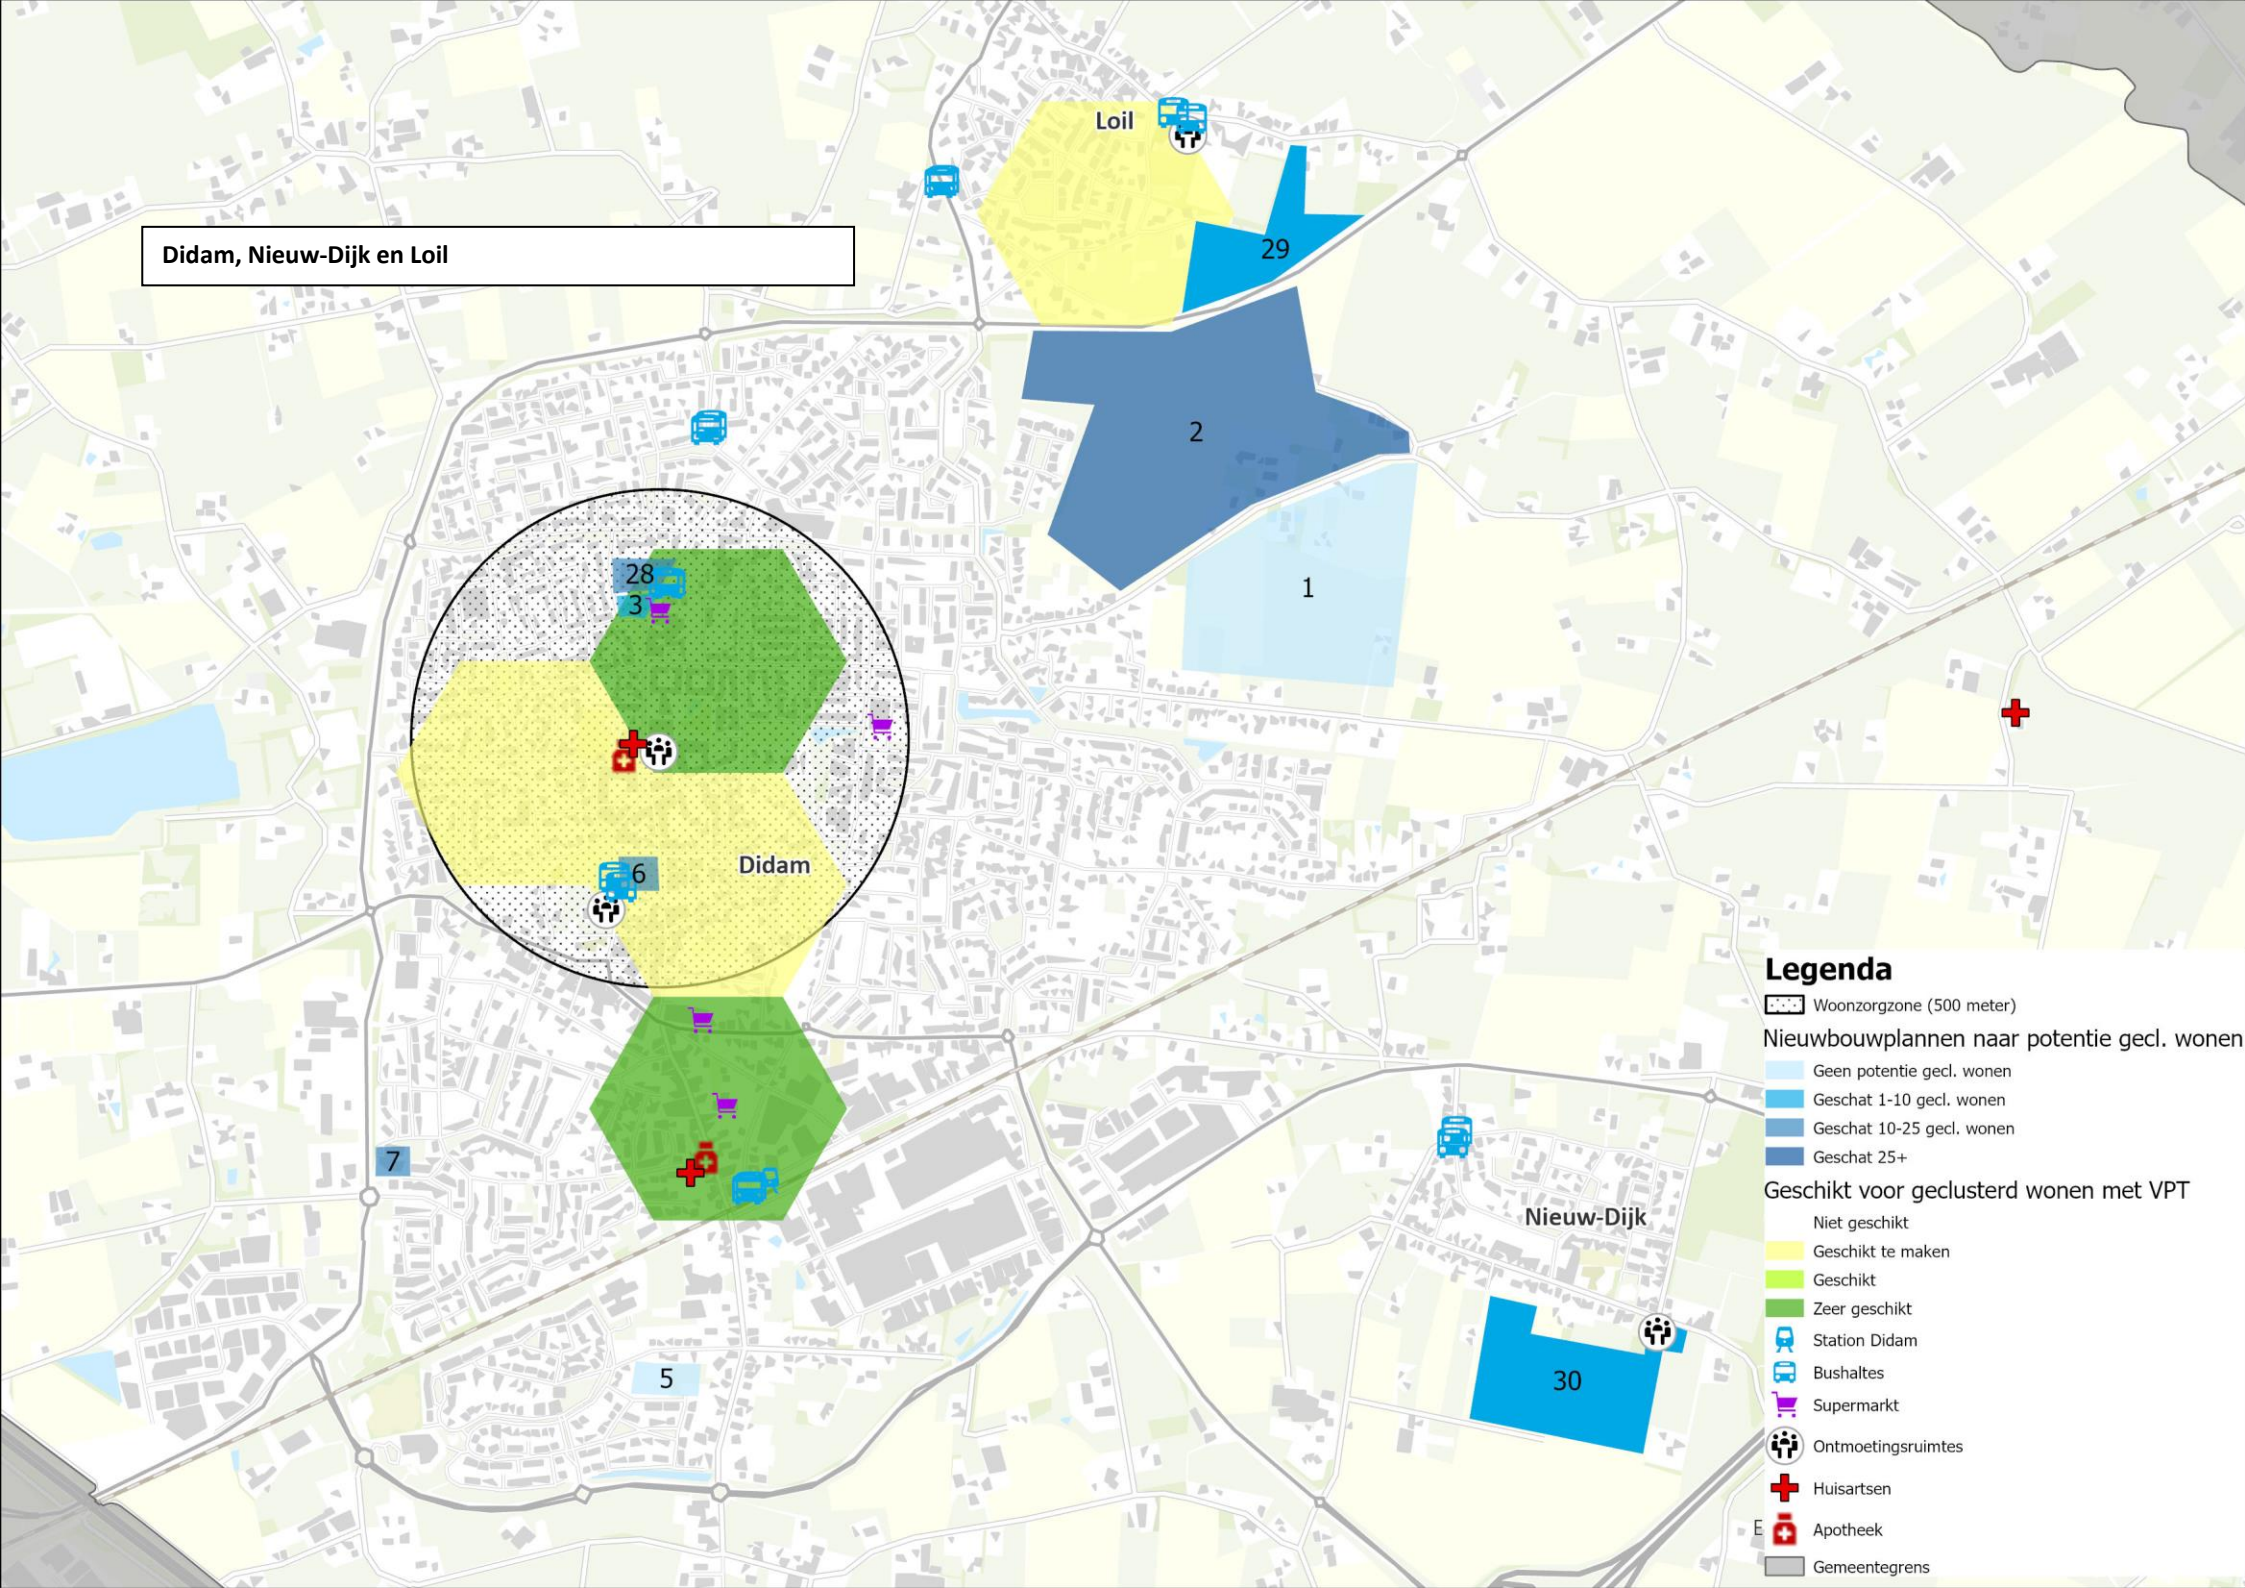 Loil
Didam, Nieuw-Dijk en Loil
29
2
28
3
1
6
Didam
7
Nieuw-Dijk
5
30
E
Legenda
Woonzorgzone (500 meter)
Nieuwbouwplannen naar potentie gecl. wonen
Geen potentie gecl. wonen
Geschat 1-10 gecl. wonen
Geschat 10-25 gecl. wonen
Geschat 25+
Geschikt voor geclusterd wonen met VPT
Niet geschikt
Geschikt te maken
Geschikt
Zeer geschikt
Station Didam
Bushaltes
Supermarkt
Ontmoetingsruimtes
Huisartsen
Apotheek
Gemeentegrens